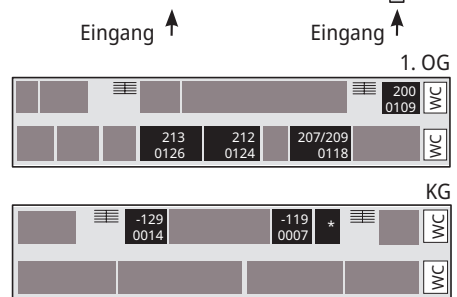 Eingang Eingang
1. OG
200
0109 WC
213 212 207/209
0126 0124 0118 WC
KG
-129 -119 *
0014 0007 WC
WC